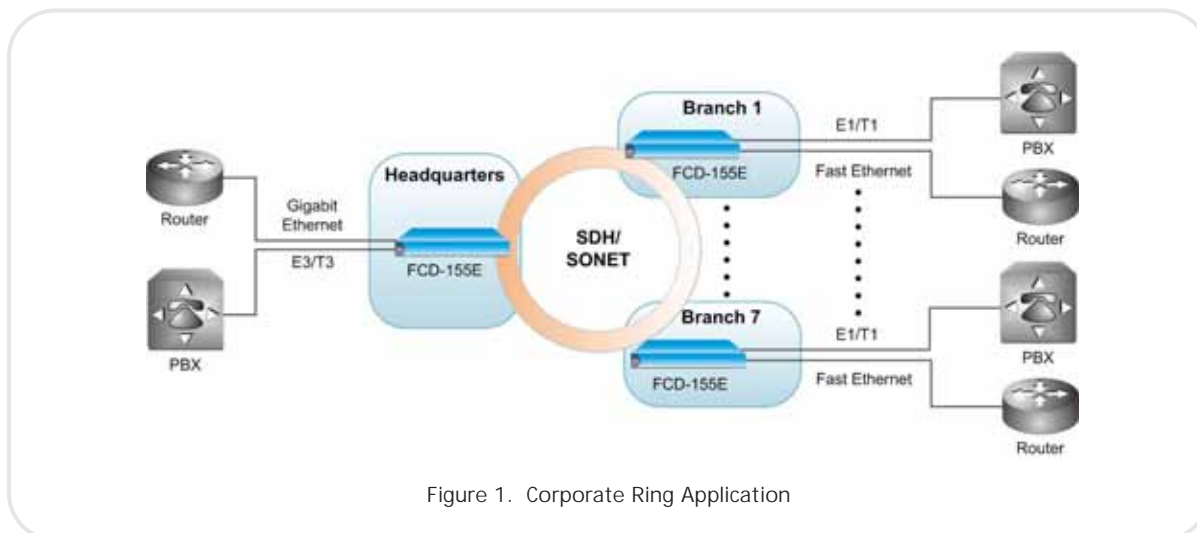 Headquarters
Router
Gigabit
Ethernet
E3/T3
FCD-155E
PBX
SDH/
SONET
Branch 1
FCD-155E
E1/T1
Fast Ethernet
PBX
Router
Branch 7
FCD-155E
E1/T1
Fast Ethernet
PBX
Router
Figure 1. Corporate Ring Application